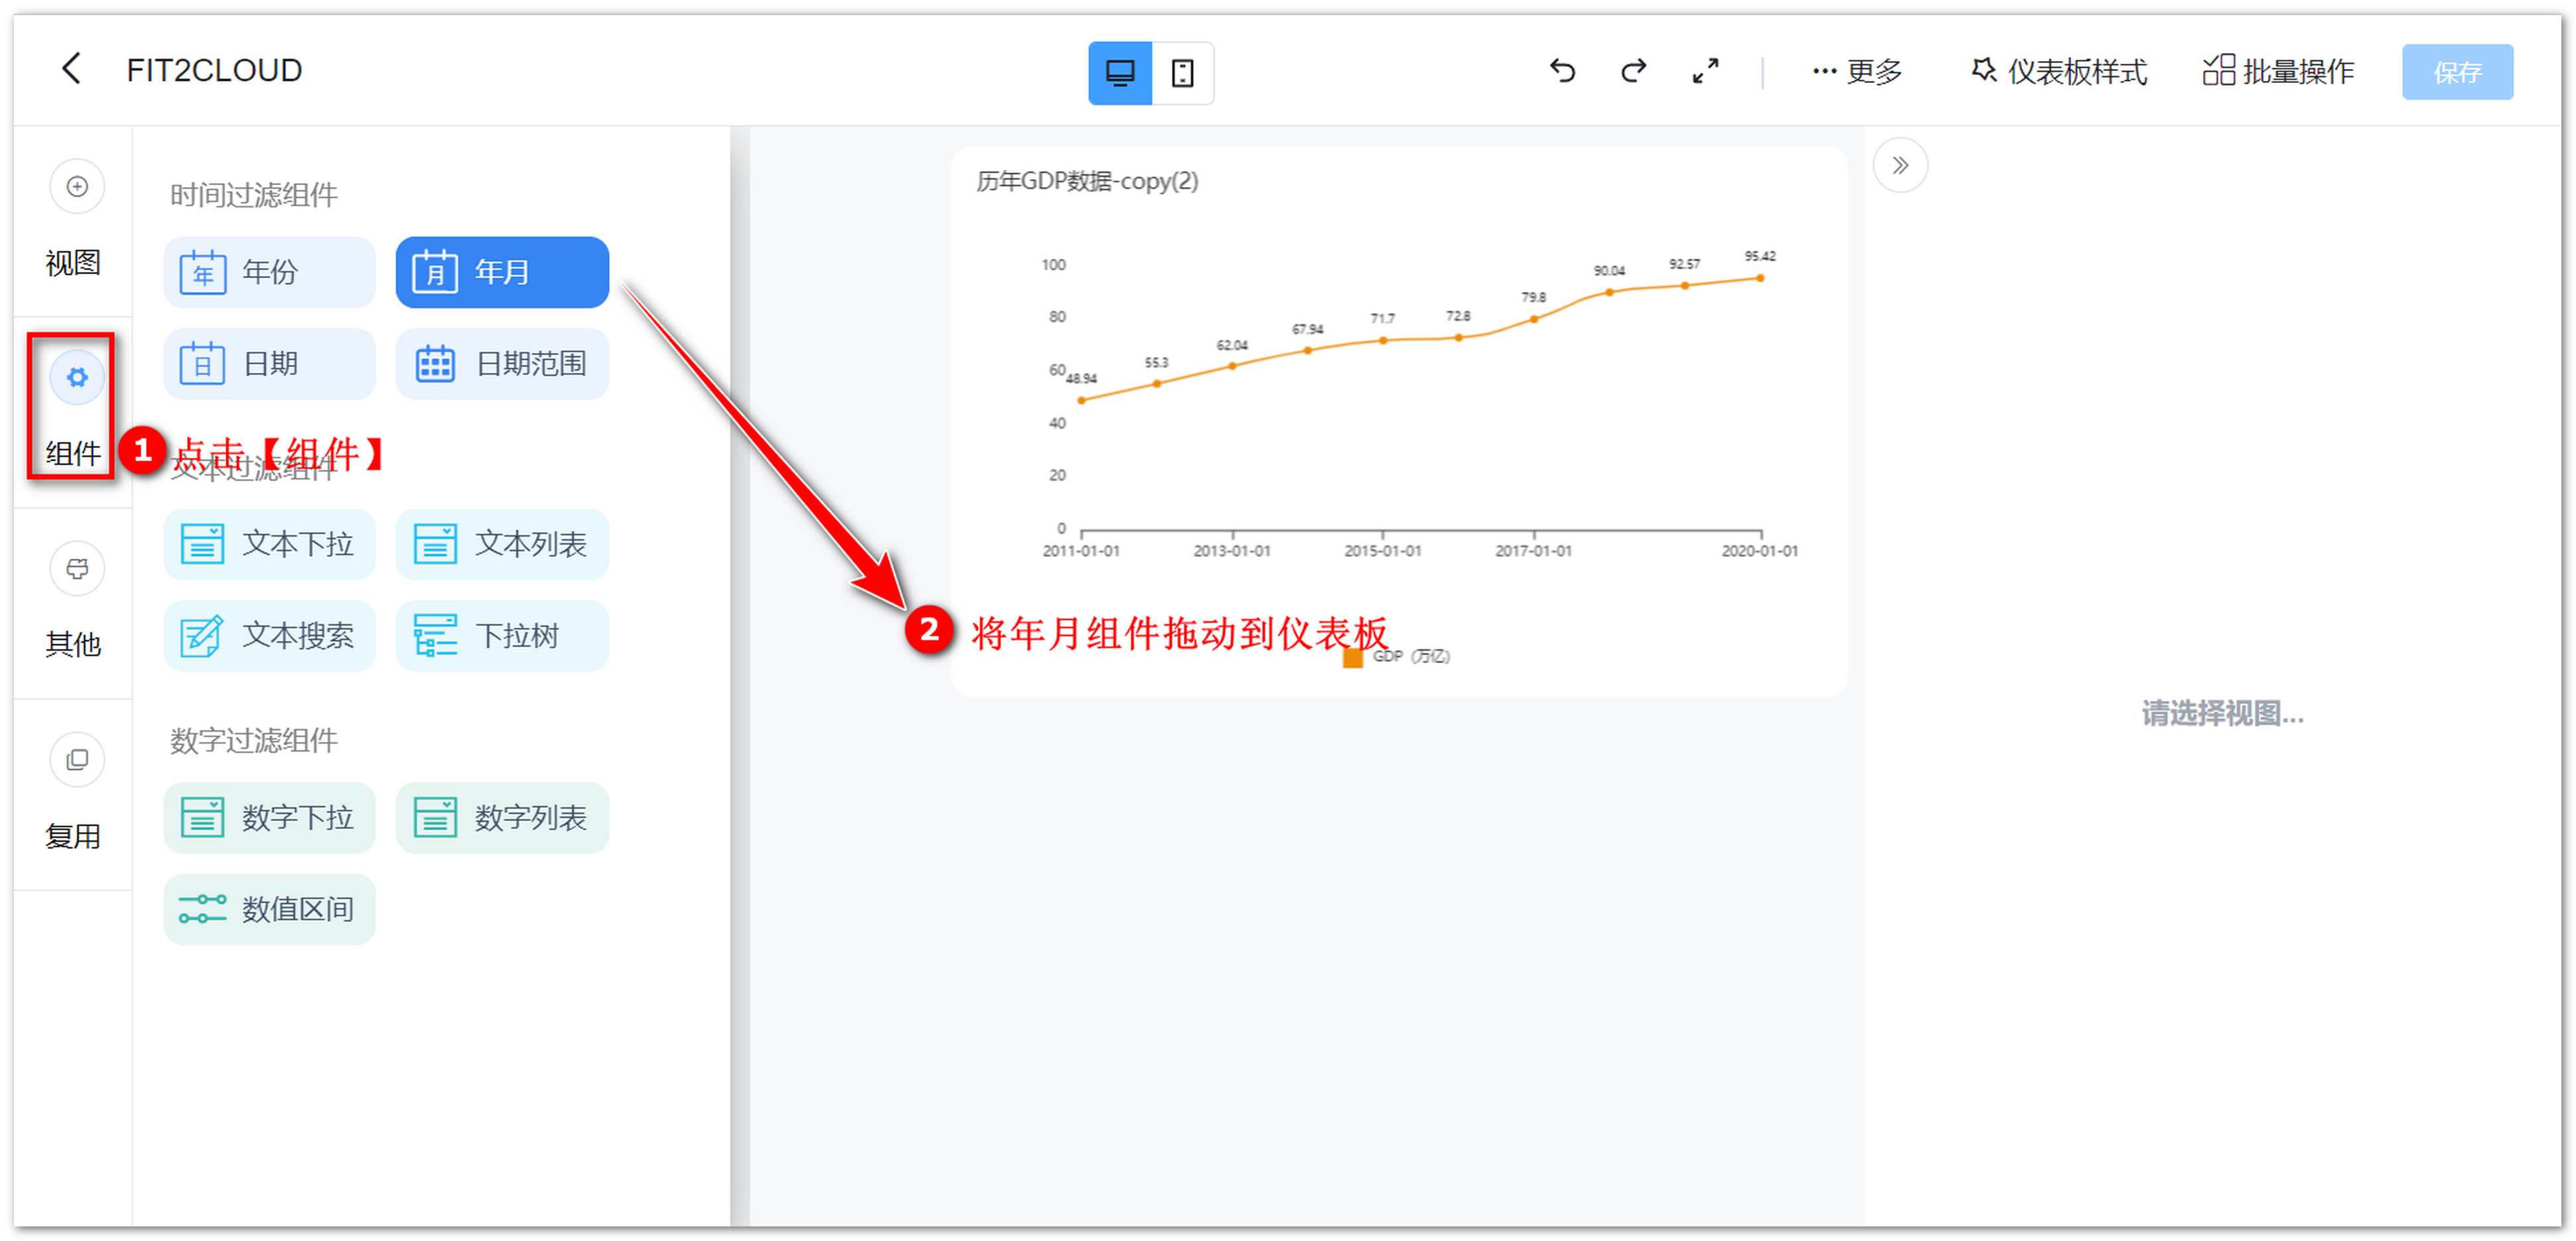 FIT2CLOUD
更多
仪表板样式
批量操作
保存
视图
组件
其他
复用
时间过滤组件
年 年份
月 年月
日 日期
日期范围
1 点击【组件】
文本过滤组件
文本下拉
文本列表
文本搜索
下拉树
数字过滤组件
数字下拉
数字列表
数值区间
历年GDP数据-copy(2)
100
80
60
40
20
0
48.94
55.3
62.04
67.94
71.7
72.8
79.8
90.04
92.57
95.42
2011-01-01
2013-01-01
2015-01-01
2017-01-01
2020-01-01
2 将年月组件拖动到仪表板
GDP（万亿）
请选择视图...